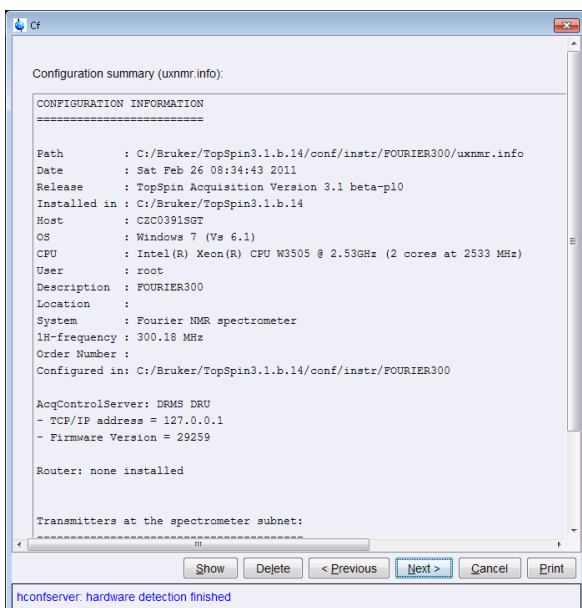 Cf
Configuration summary (uxnmr.info):
CONFIGURATION INFORMATION
=========================
Path : C:/Bruker/TopSpin3.1.b.14/conf/instr/FOURIER300/uxnmr.info
Date : Sat Feb 26 08:34:43 2011
Release : TopSpin Acquisition Version 3.1 beta-pl0
Installed in : C:/Bruker/TopSpin3.1.b.14
Host : CZC0391SGT
OS : Windows 7 (Vs 6.1)
CPU : Intel(R) Xeon(R) CPU W3505 @ 2.53GHz (2 cores at 2533 MHz)
User : root
Description : FOURIER300
Location :
System : Fourier NMR spectrometer
1H-frequency : 300.18 MHz
Order Number :
Configured in: C:/Bruker/TopSpin3.1.b.14/conf/instr/FOURIER300
AcqControlServer: DRMS DRU
- TCP/IP address = 127.0.0.1
- Firmware Version = 29259
Router: none installed
Transmitters at the spectrometer subnet:
----------------------------------------
Show Delete < Previous Next > Cancel Print
hconfserver: hardware detection finished